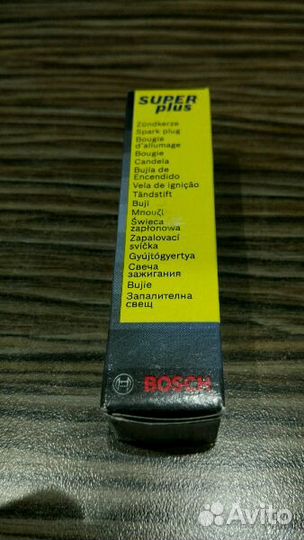 SUPER
plus
Zündkerze
Spark plug
Bougie
d'allumage
Bougie
Candela
Bujía de
Encendido
Vela de ignição
Tändstift
Buji
Μπουζί
Świeca
zapłonowa
Zapalovací
svíčka
Gyújtógyertya
Свеча
зажигания
Bujie
Запалителна
свещ
BOSCH
Avito